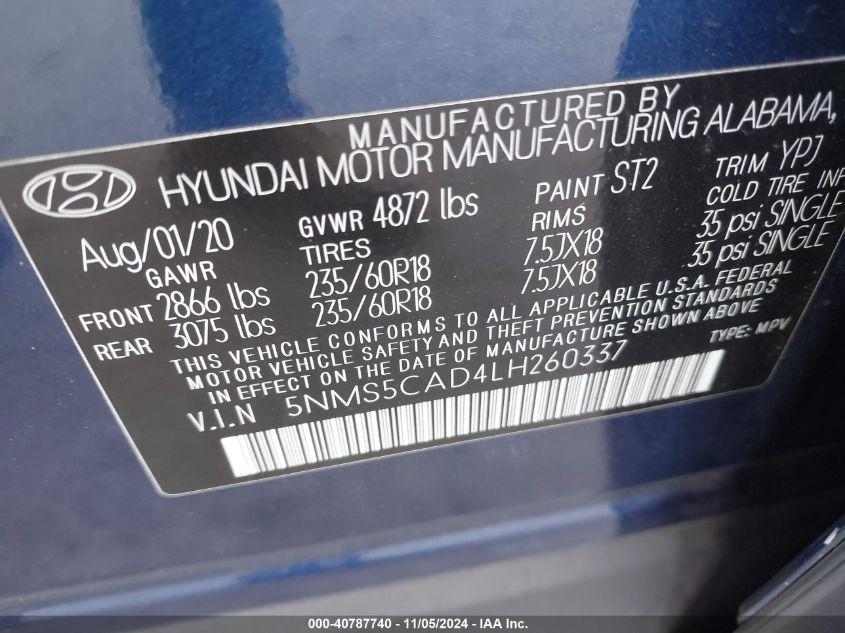 MANUFACTURED BY
HYUNDAI MOTOR MANUFACTURING ALABAMA,
Aug/01/20 GVWR 4872 lbs PAINT ST2 TRIM YPJ
GAWR TIRES RIMS COLD TIRE INF
FRONT 2866 lbs 235/60R18 7.5JX18 35 psi SINGLE
REAR 3075 lbs 235/60R18 7.5JX18 35 psi SINGLE
THIS VEHICLE CONFORMS TO ALL APPLICABLE U.S.A. FEDERAL
MOTOR VEHICLE SAFETY AND THEFT PREVENTION STANDARDS
IN EFFECT ON THE DATE OF MANUFACTURE SHOWN ABOVE
V.I.N 5NMS5CAD4LH260337 TYPE: MPV
000-40787740 - 11/05/2024 - IAA Inc.